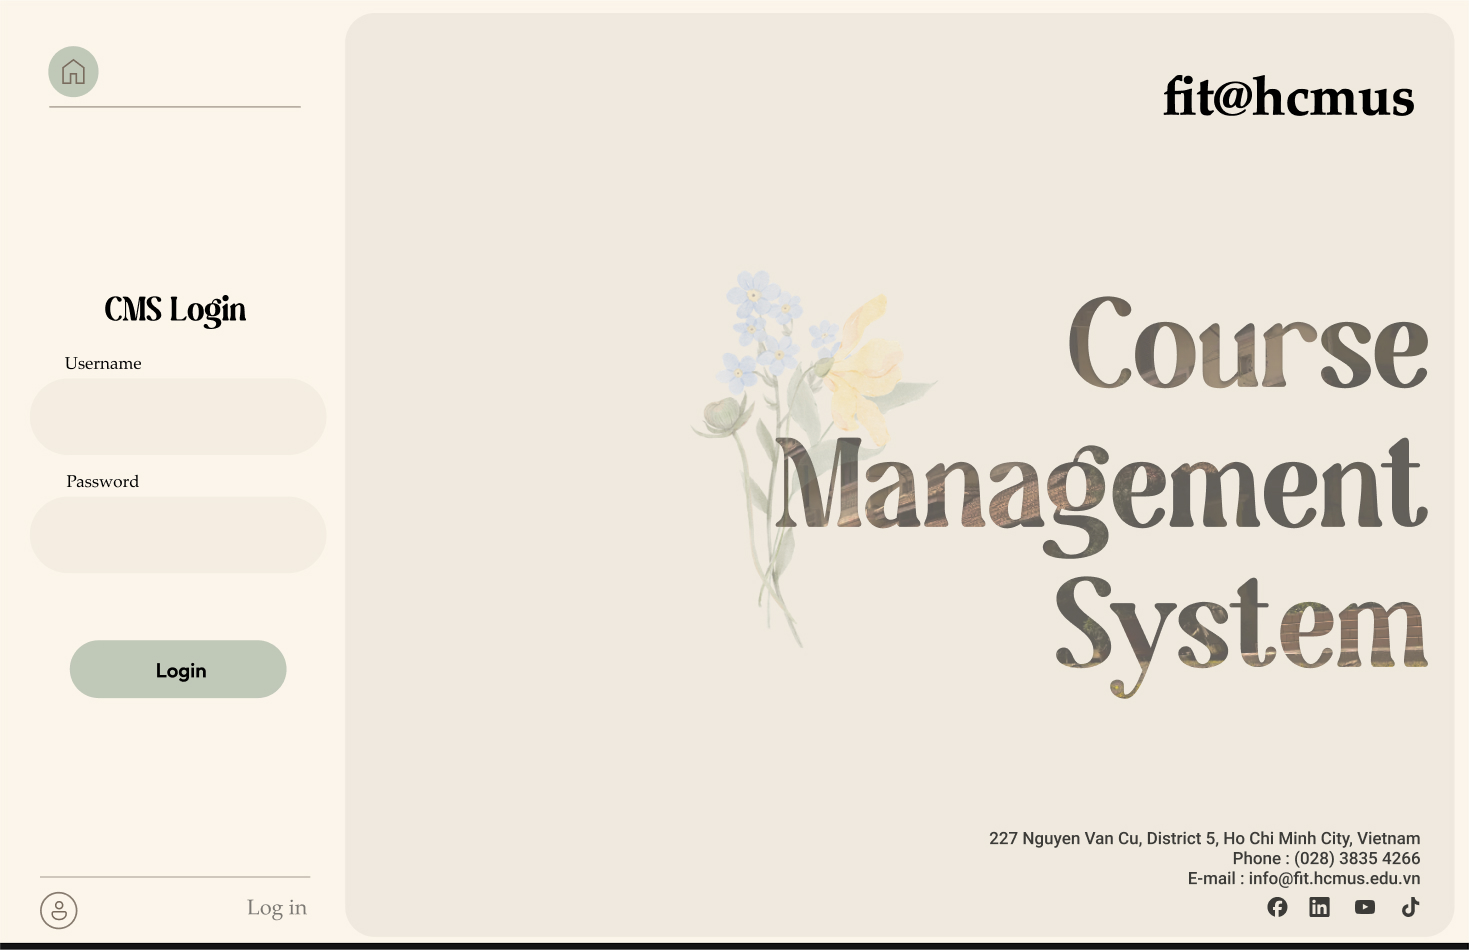 CMS Login
Username
Password
Login
Log in
fit@hcmus
Course
Management
System
227 Nguyen Van Cu, District 5, Ho Chi Minh City, Vietnam
Phone : (028) 3835 4266
E-mail : info@fit.hcmus.edu.vn